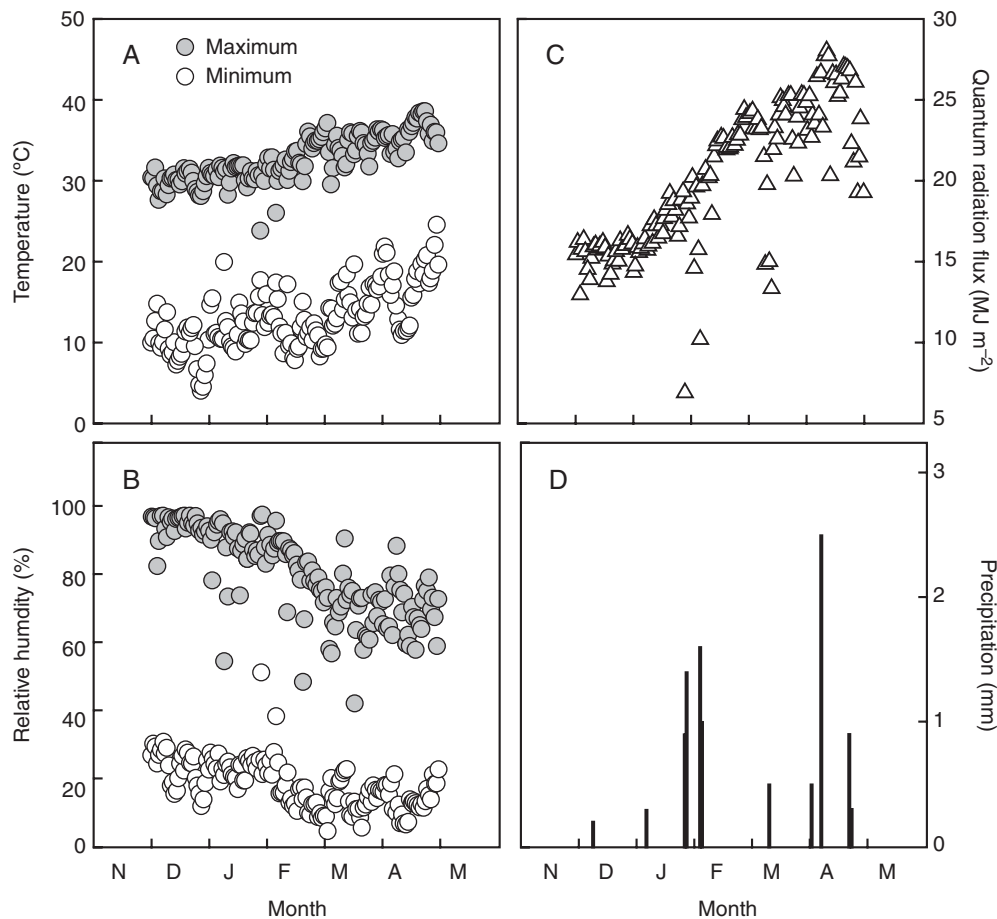 A
Maximum
Minimum
50
40
30
20
10
0
Temperature (ºC)
C
30
25
20
15
10
5
Quantum radiation flux (MJ m⁻²)
B
100
80
60
40
20
0
Relative humdity (%)
N D J F M A M
Month
D
3
2
1
0
Precipitation (mm)
N D J F M A M
Month